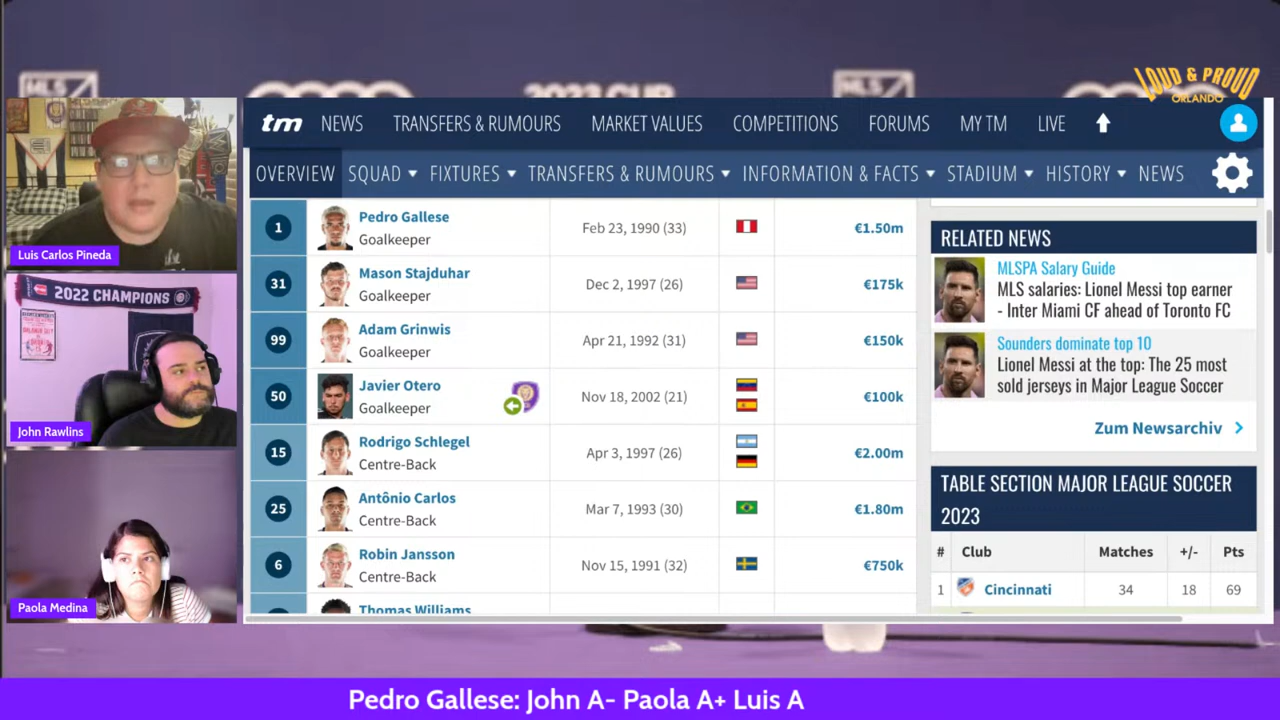 MLS
2023 CUP
MLS
LOUD & PROUD
ORLANDO
tm NEWS TRANSFERS & RUMOURS MARKET VALUES COMPETITIONS FORUMS MY TM LIVE
OVERVIEW SQUAD FIXTURES TRANSFERS & RUMOURS INFORMATION & FACTS STADIUM HISTORY NEWS
Luis Carlos Pineda
2022 CHAMPIONS
John Rawlins
Paola Medina
1 Pedro Gallese Feb 23, 1990 (33) €1.50m
Goalkeeper
31 Mason Stajduhar Dec 2, 1997 (26) €175k
Goalkeeper
99 Adam Grinwis Apr 21, 1992 (31) €150k
Goalkeeper
50 Javier Otero Nov 18, 2002 (21) €100k
Goalkeeper
15 Rodrigo Schlegel Apr 3, 1997 (26) €2.00m
Centre-Back
25 Antônio Carlos Mar 7, 1993 (30) €1.80m
Centre-Back
6 Robin Jansson Nov 15, 1991 (32) €750k
Centre-Back
Thomas Williams
RELATED NEWS
MLSPA Salary Guide
MLS salaries: Lionel Messi top earner
- Inter Miami CF ahead of Toronto FC
Sounders dominate top 10
Lionel Messi at the top: The 25 most
sold jerseys in Major League Soccer
Zum Newsarchiv
TABLE SECTION MAJOR LEAGUE SOCCER
2023
# Club Matches +/- Pts
1 Cincinnati 34 18 69
Pedro Gallese: John A- Paola A+ Luis A